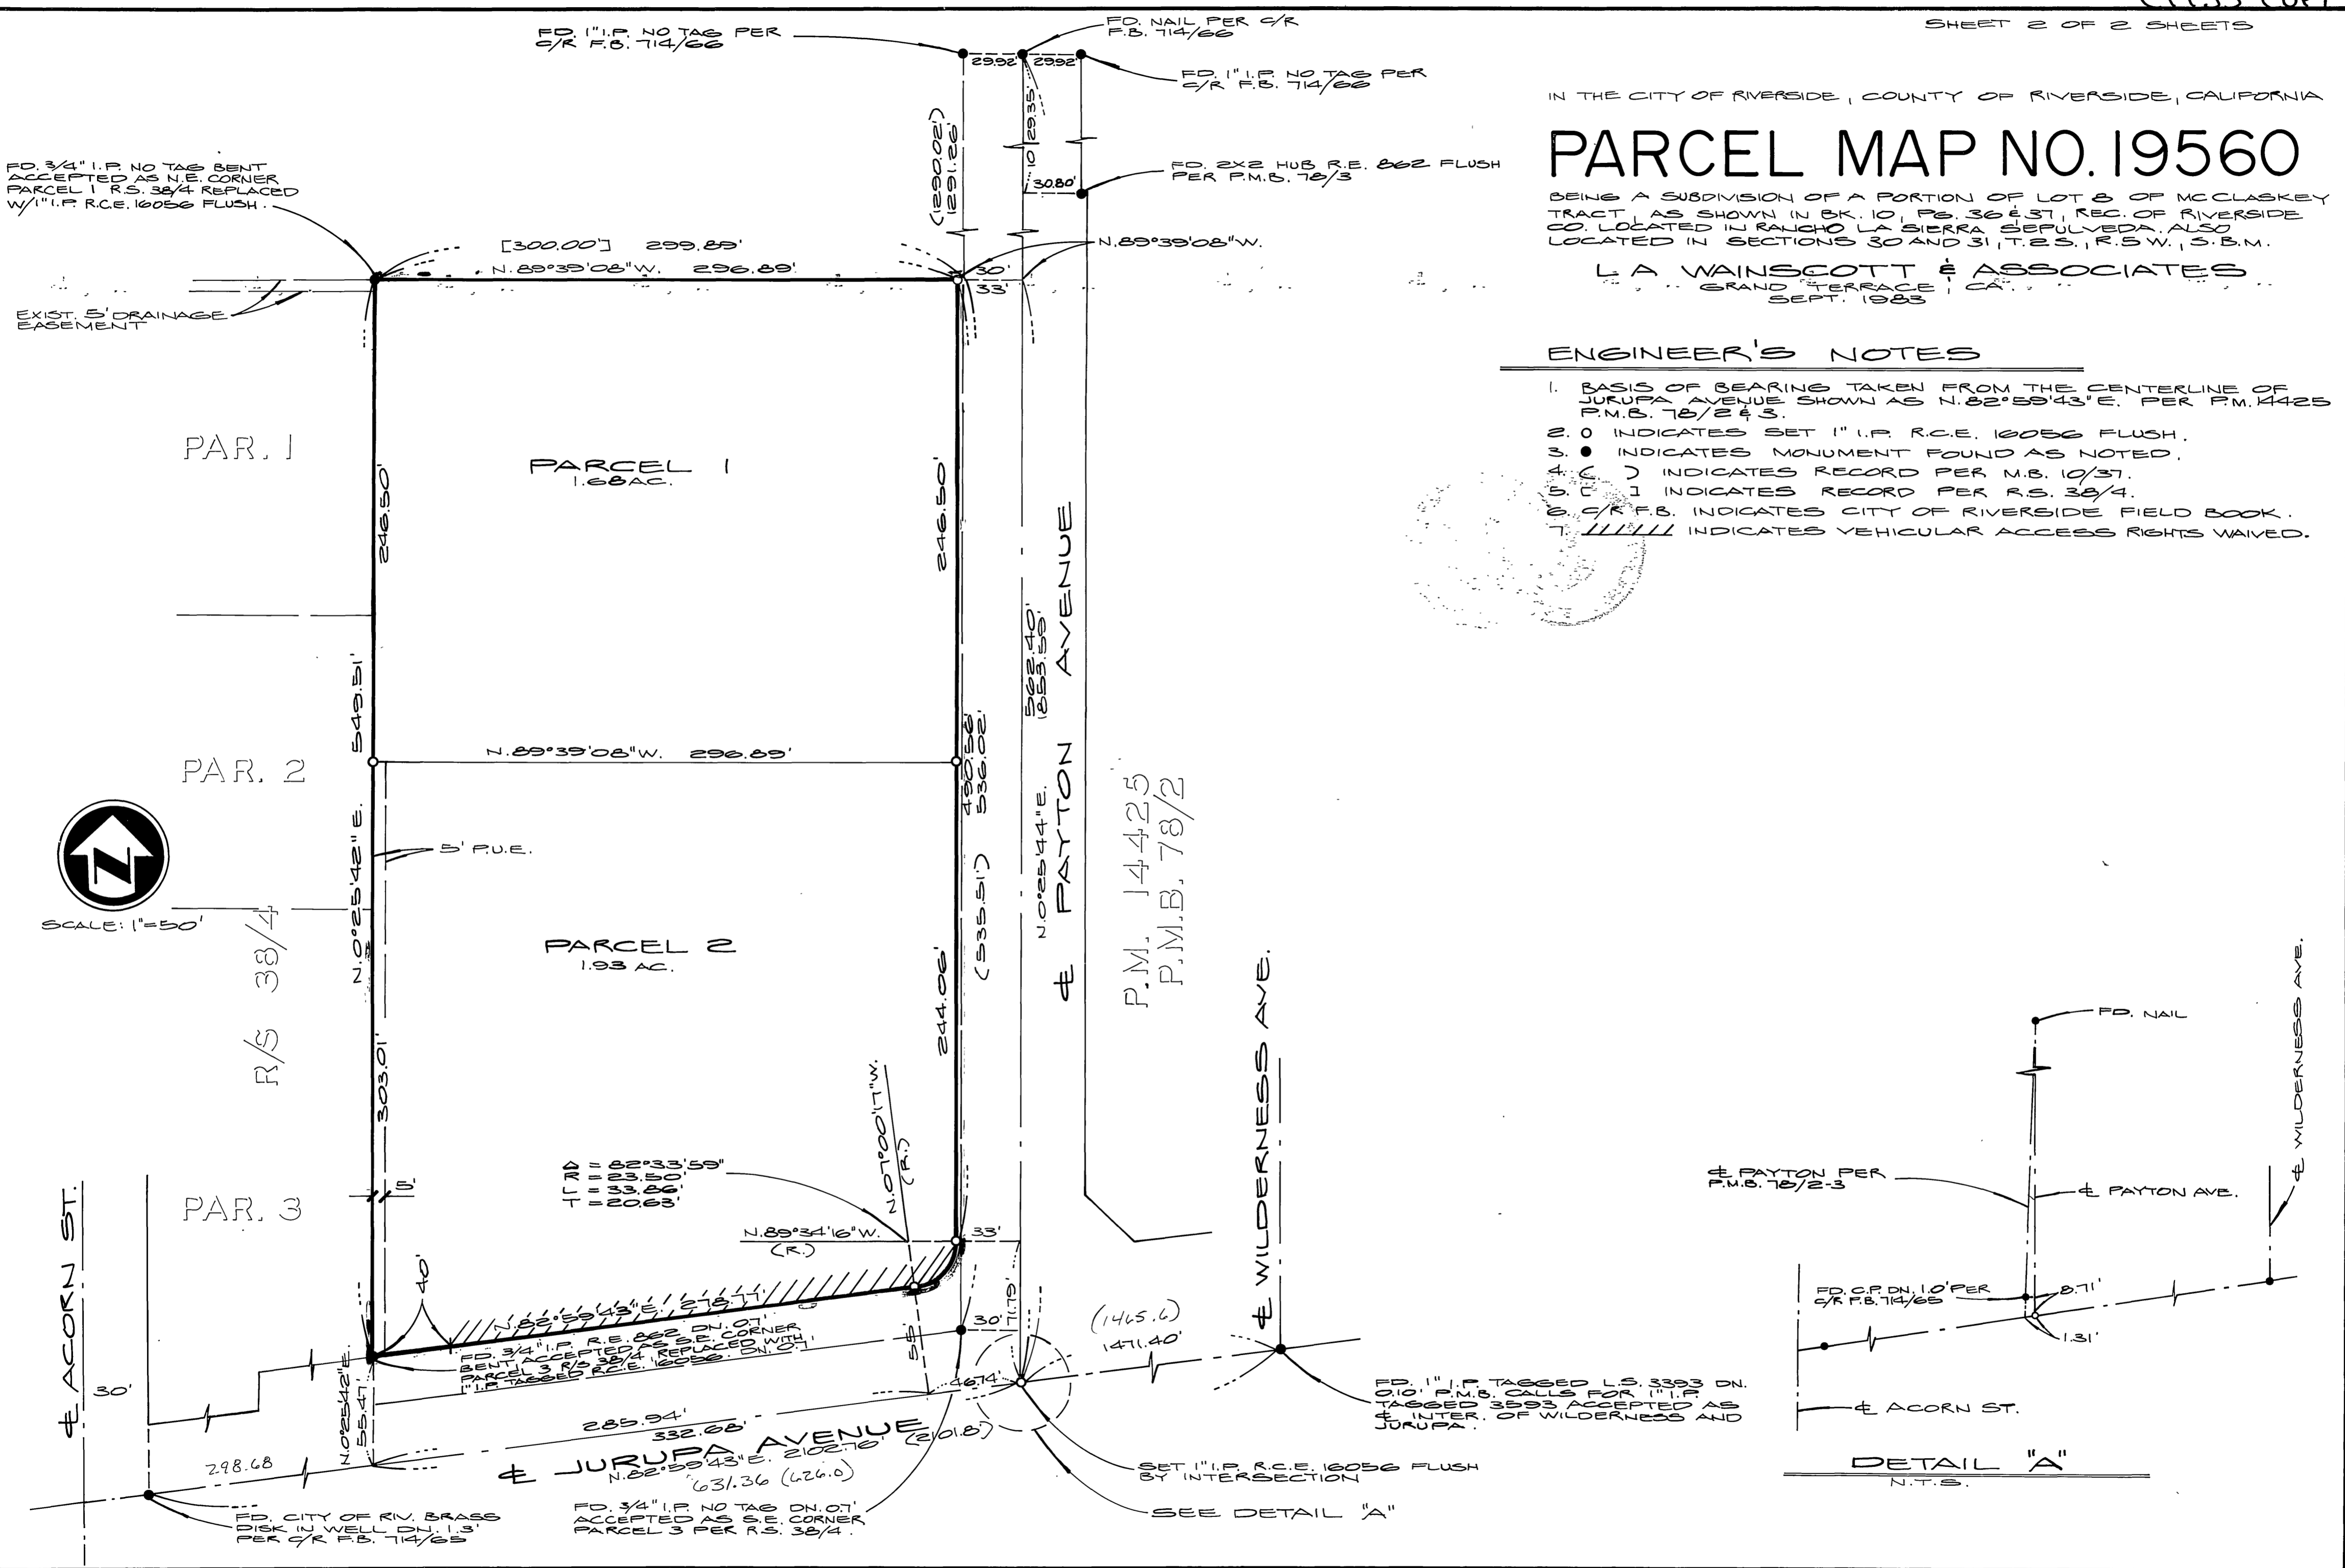 SHEET 2 OF 2 SHEETS
IN THE CITY OF RIVERSIDE, COUNTY OF RIVERSIDE, CALIFORNIA
PARCEL MAP NO. 19560
BEING A SUBDIVISION OF A PORTION OF LOT 8 OF MC CLASKEY
TRACT, AS SHOWN IN BK. 10, PG. 36 & 37, REC. OF RIVERSIDE
CO. LOCATED IN RANCHO LA SIERRA SEPULVEDA. ALSO
LOCATED IN SECTIONS 30 AND 31, T.2S., R.5W., S.B.M.
L A WAINSCOTT & ASSOCIATES
GRAND TERRACE, CA.
SEPT. 1983
ENGINEER'S NOTES
1. BASIS OF BEARING TAKEN FROM THE CENTERLINE OF
JURUPA AVENUE SHOWN AS N.82°59'43"E. PER P.M. 14425
P.M.B. 78/2 & 3.
2. INDICATES SET 1" I.P. R.C.E. 16056 FLUSH.
3. INDICATES MONUMENT FOUND AS NOTED.
4. ( ) INDICATES RECORD PER M.B. 10/37.
5. [ ] INDICATES RECORD PER R.S. 38/4.
6. C/R F.B. INDICATES CITY OF RIVERSIDE FIELD BOOK.
7. ////// INDICATES VEHICULAR ACCESS RIGHTS WAIVED.
FD. 1" I.P. NO TAG PER
C/R F.B. 714/66
FD. NAIL PER C/R
F.B. 714/66
29.92' 29.92'
FD. 1" I.P. NO TAG PER
C/R F.B. 714/66
(1290.02')
1291.26'
10
29.35'
FD. 2X2 HUB R.E. 862 FLUSH
PER P.M.B. 78/3
30.80'
FD. 3/4" I.P. NO TAG BENT
ACCEPTED AS N.E. CORNER
PARCEL 1 R.S. 38/4 REPLACED
W/1" I.P. R.C.E. 16056 FLUSH.
[300.00'] 299.89'
N.89°39'08"W. 296.89'
N.89°39'08"W.
30'
33'
EXIST. 5' DRAINAGE
EASEMENT
PAR. 1
PARCEL 1
1.68 AC.
246.50'
246.50'
562.40'
853.59'
549.51'
490.56'
536.02'
(535.51')
N.89°39'08"W. 296.89'
PAR. 2
5' P.U.E.
N.0°25'42"E.
N.0°25'44"E.
℄ PAYTON AVENUE
P.M. 14425
P.M.B. 78/2
SCALE: 1"=50'
N
R/S 38/4
PARCEL 2
1.93 AC.
244.06'
303.01'
℄ WILDERNESS AVE.
PAR. 3
5'
Δ = 82°33'59"
R = 23.50'
L = 33.86'
T = 20.63'
N.07°00'17"W.
(R.)
N.89°34'16"W.
(R.)
33'
71.79'
30'
40'
N.82°59'43"E. 278.77'
FD. 3/4" I.P. R.E. 862 DN. 0.7'
BENT, ACCEPTED AS S.E. CORNER
PARCEL 3 R/S 38/4 REPLACED WITH
1" I.P. TAGGED R.C.E. 16056. DN. 0.7'
55'
46.74'
(1465.6)
1471.40'
℄ ACORN ST.
30'
N.0°25'42"E.
55.47'
285.94'
332.68'
℄ JURUPA AVENUE
N.82°59'43"E. 2102.76' (2101.8')
631.36 (626.0)
298.68
FD. CITY OF RIV. BRASS
DISK IN WELL DN. 1.3'
PER C/R F.B. 714/65
FD. 3/4" I.P. NO TAG DN. 0.7'
ACCEPTED AS S.E. CORNER
PARCEL 3 PER R.S. 38/4.
SET 1" I.P. R.C.E. 16056 FLUSH
BY INTERSECTION
SEE DETAIL "A"
FD. 1" I.P. TAGGED L.S. 3393 DN.
0.10' P.M.B. CALLS FOR 1" I.P.
TAGGED 3593 ACCEPTED AS
℄ INTER. OF WILDERNESS AND
JURUPA.
FD. NAIL
℄ PAYTON PER
P.M.B. 78/2-3
℄ PAYTON AVE.
℄ WILDERNESS AVE.
FD. C.P. DN. 1.0' PER
C/R F.B. 714/65
8.71'
1.31'
℄ ACORN ST.
DETAIL "A"
N.T.S.